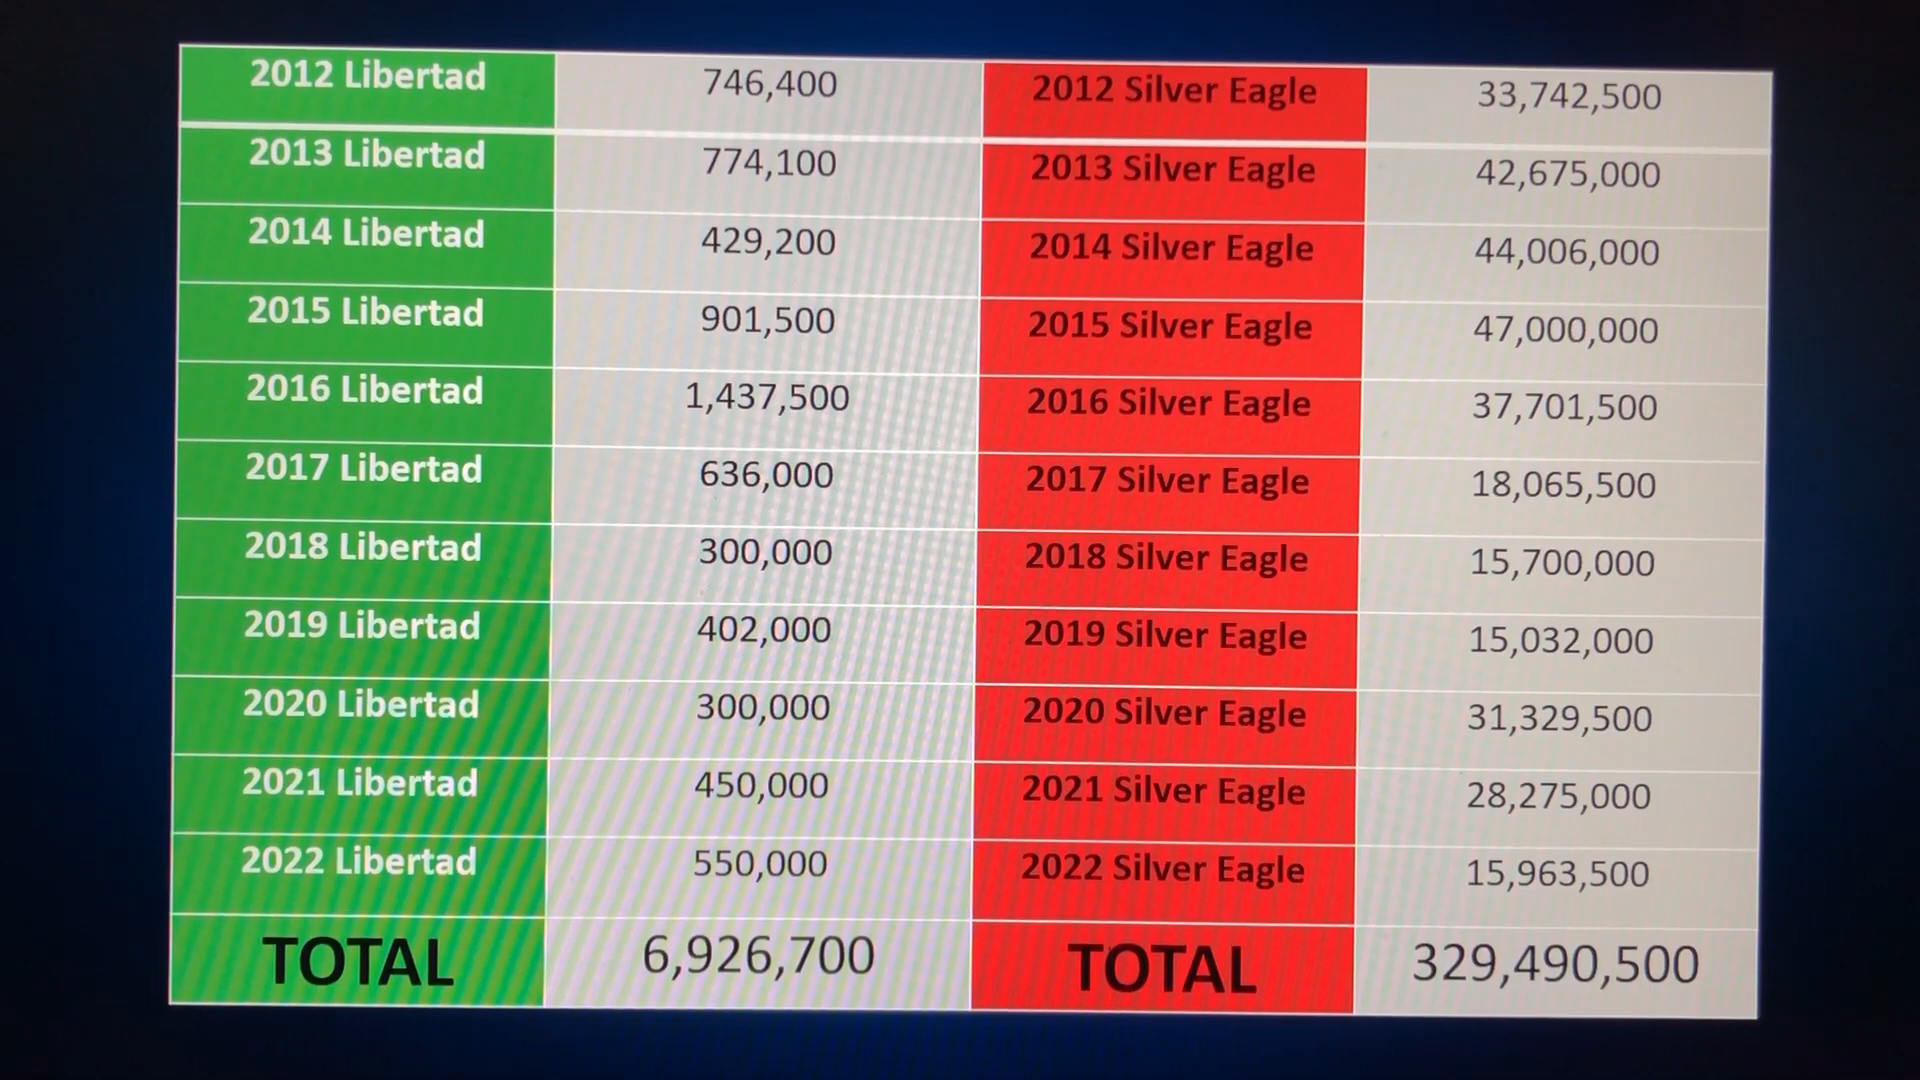 2012 Libertad 746,400 2012 Silver Eagle 33,742,500
2013 Libertad 774,100 2013 Silver Eagle 42,675,000
2014 Libertad 429,200 2014 Silver Eagle 44,006,000
2015 Libertad 901,500 2015 Silver Eagle 47,000,000
2016 Libertad 1,437,500 2016 Silver Eagle 37,701,500
2017 Libertad 636,000 2017 Silver Eagle 18,065,500
2018 Libertad 300,000 2018 Silver Eagle 15,700,000
2019 Libertad 402,000 2019 Silver Eagle 15,032,000
2020 Libertad 300,000 2020 Silver Eagle 31,329,500
2021 Libertad 450,000 2021 Silver Eagle 28,275,000
2022 Libertad 550,000 2022 Silver Eagle 15,963,500
TOTAL 6,926,700 TOTAL 329,490,500